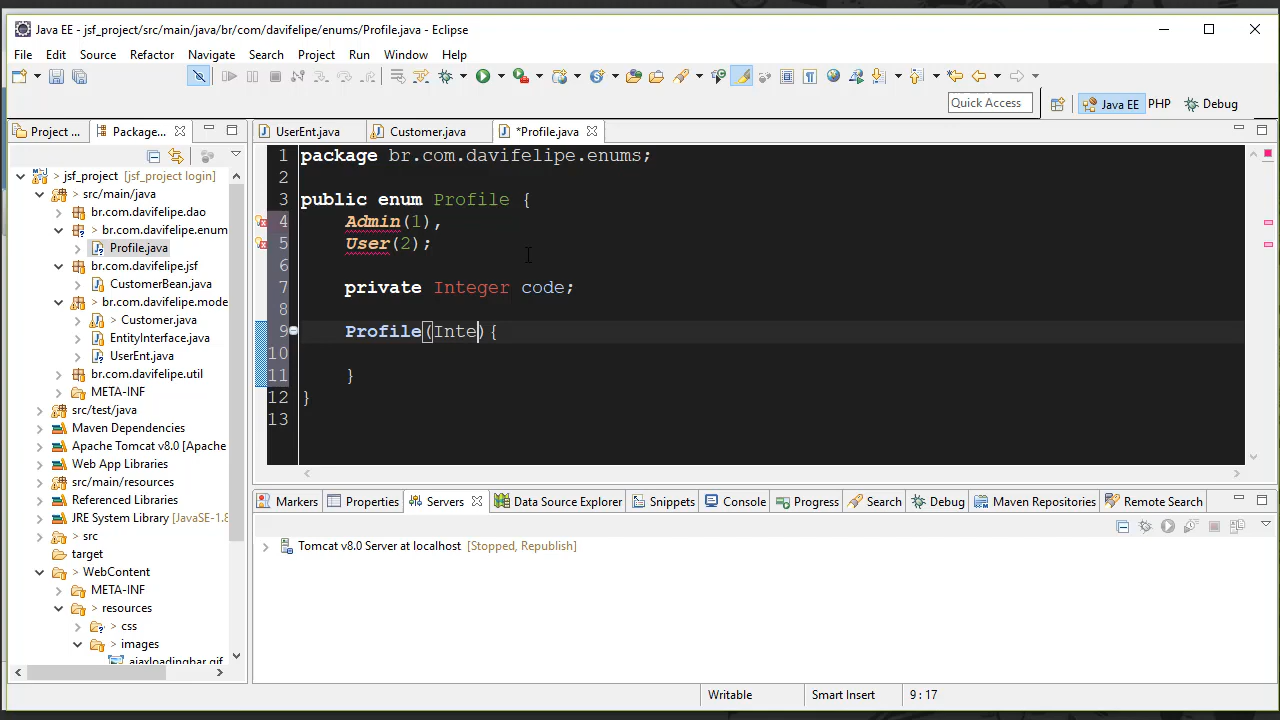 Java EE - jsf_project/src/main/java/br/com/davifelipe/enums/Profile.java - Eclipse
File Edit Source Refactor Navigate Search Project Run Window Help
Quick Access Java EE PHP Debug
Project ... Package... UserEnt.java Customer.java *Profile.java
jsf_project [jsf_project login]
src/main/java
br.com.davifelipe.dao
> br.com.davifelipe.enum
Profile.java
br.com.davifelipe.jsf
CustomerBean.java
> br.com.davifelipe.mode
> Customer.java
EntityInterface.java
UserEnt.java
br.com.davifelipe.util
META-INF
src/test/java
Maven Dependencies
Apache Tomcat v8.0 [Apache
Web App Libraries
src/main/resources
Referenced Libraries
JRE System Library [JavaSE-1.8
> src
target
WebContent
META-INF
> resources
> css
> images
ajaxloadingbar.gif
1 package br.com.davifelipe.enums;
2
3 public enum Profile {
4 Admin(1),
5 User(2);
6
7 private Integer code;
8
9 Profile(Inte){
10
11 }
12 }
13
Markers Properties Servers Data Source Explorer Snippets Console Progress Search Debug Maven Repositories Remote Search
Tomcat v8.0 Server at localhost [Stopped, Republish]
Writable Smart Insert 9 : 17